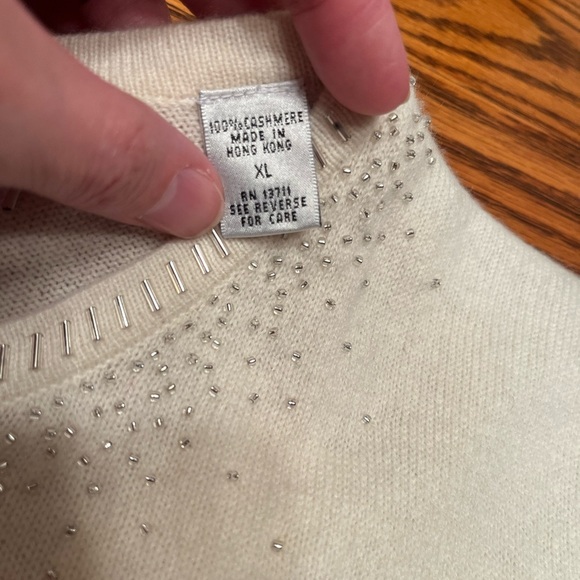 100% CASHMERE
MADE IN
HONG KONG
XL
RN 13711
SEE REVERSE
FOR CARE